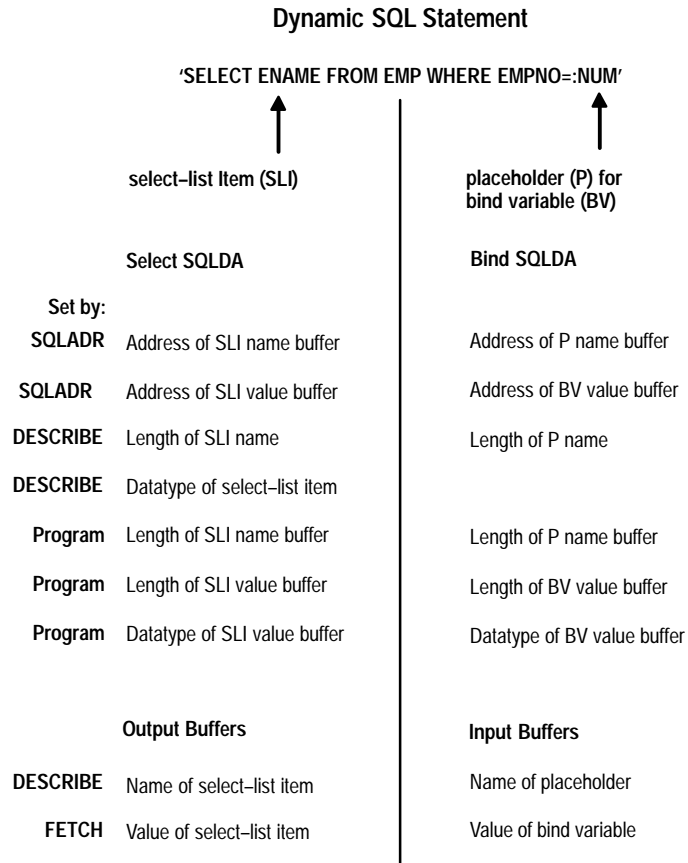 Dynamic SQL Statement
‘SELECT ENAME FROM EMP WHERE EMPNO=:NUM’
select–list Item (SLI)
placeholder (P) for
bind variable (BV)
Select SQLDA
Bind SQLDA
Set by:
SQLADR Address of SLI name buffer Address of P name buffer
SQLADR Address of SLI value buffer Address of BV value buffer
DESCRIBE Length of SLI name Length of P name
DESCRIBE Datatype of select–list item
Program Length of SLI name buffer Length of P name buffer
Program Length of SLI value buffer Length of BV value buffer
Program Datatype of SLI value buffer Datatype of BV value buffer
Output Buffers Input Buffers
DESCRIBE Name of select–list item Name of placeholder
FETCH Value of select–list item Value of bind variable